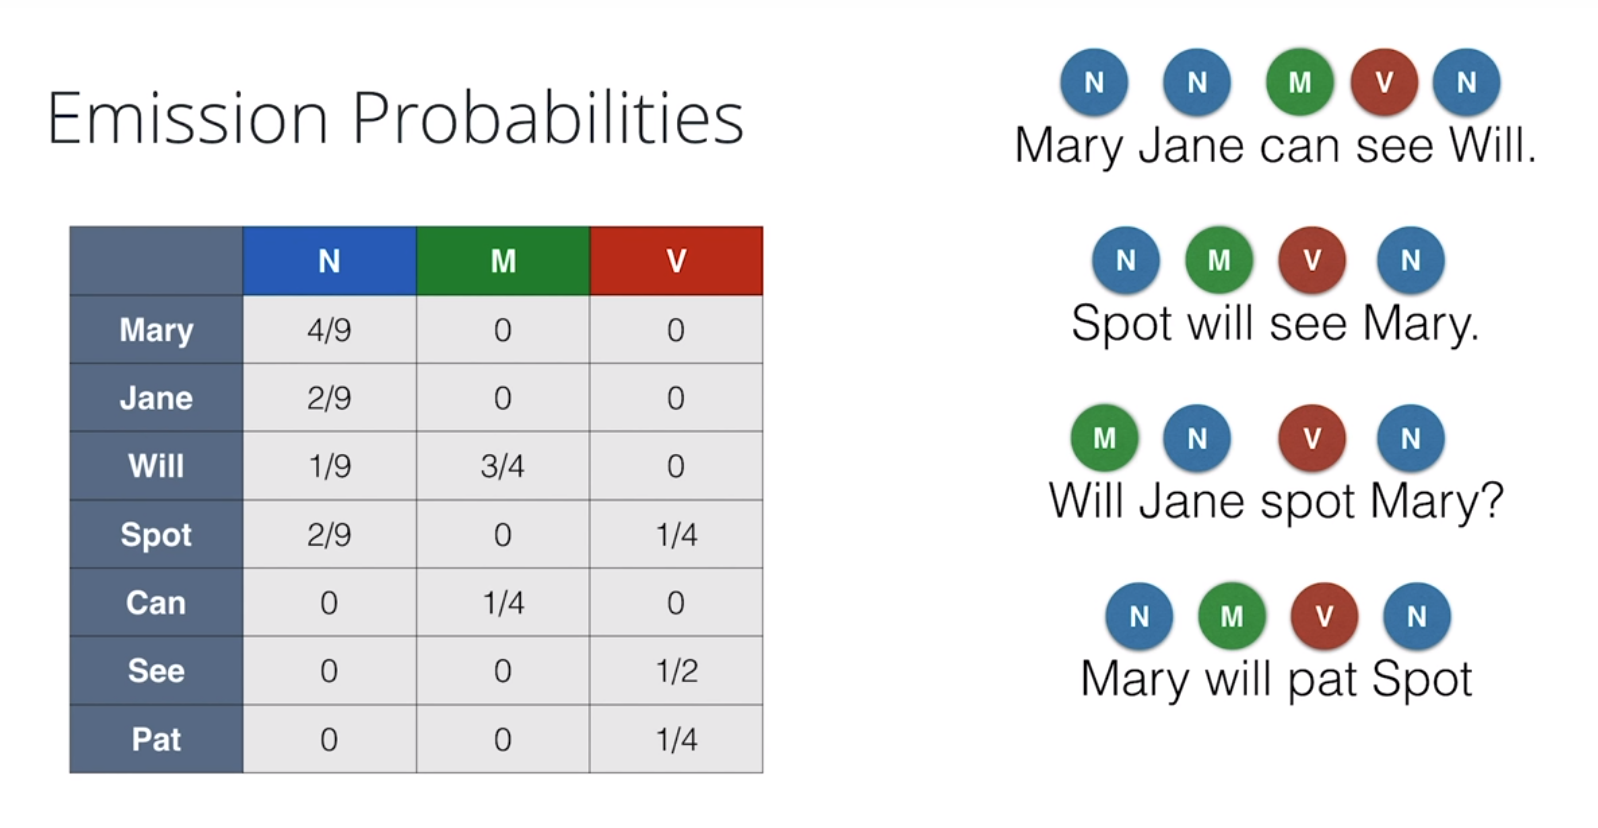 Emission Probabilities
N M V
Mary 4/9 0 0
Jane 2/9 0 0
Will 1/9 3/4 0
Spot 2/9 0 1/4
Can 0 1/4 0
See 0 0 1/2
Pat 0 0 1/4
N N M V N
Mary Jane can see Will.
N M V N
Spot will see Mary.
M N V N
Will Jane spot Mary?
N M V N
Mary will pat Spot